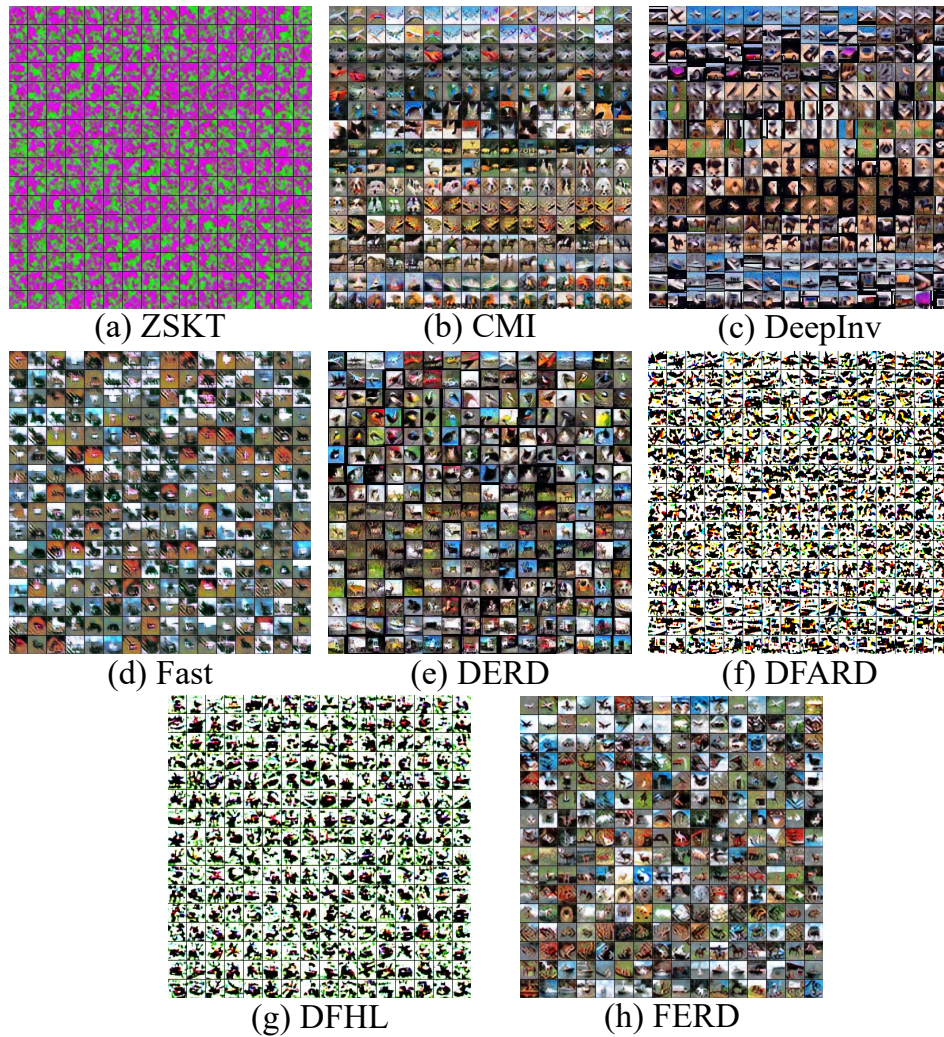 (a) ZSKT
(b) CMI
(c) DeepInv
(d) Fast
(e) DERD
(f) DFARD
(g) DFHL
(h) FERD